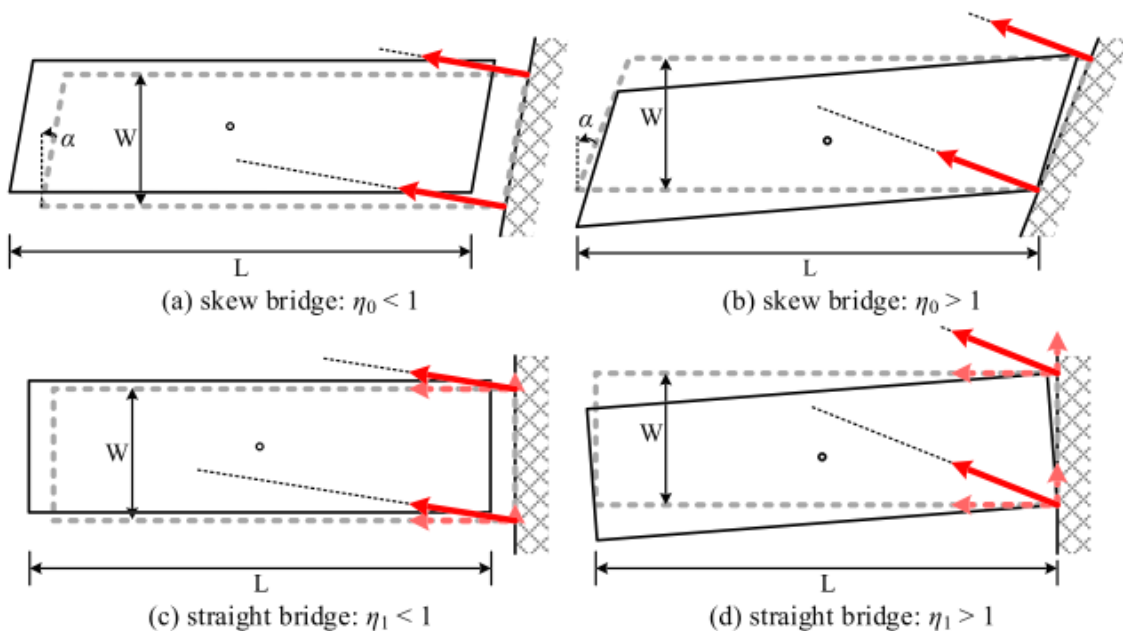 α
W
L
(a) skew bridge: η₀ < 1
α
W
L
(b) skew bridge: η₀ > 1
W
L
(c) straight bridge: η₁ < 1
W
L
(d) straight bridge: η₁ > 1